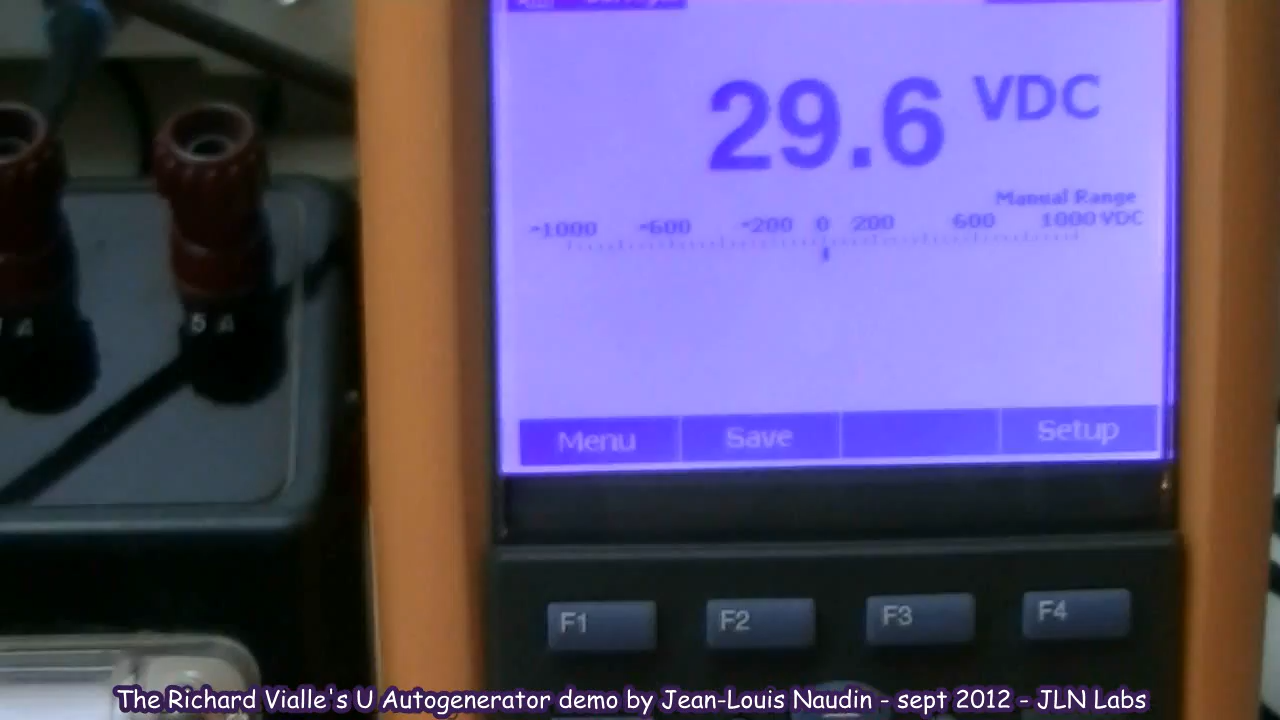 29.6 VDC
Manual Range
-1000 -600 -200 0 200 600 1000 VDC
5 A
Menu Save Setup
F1 F2 F3 F4
The Richard Vialle's U Autogenerator demo by Jean-Louis Naudin - sept 2012 - JLN Labs